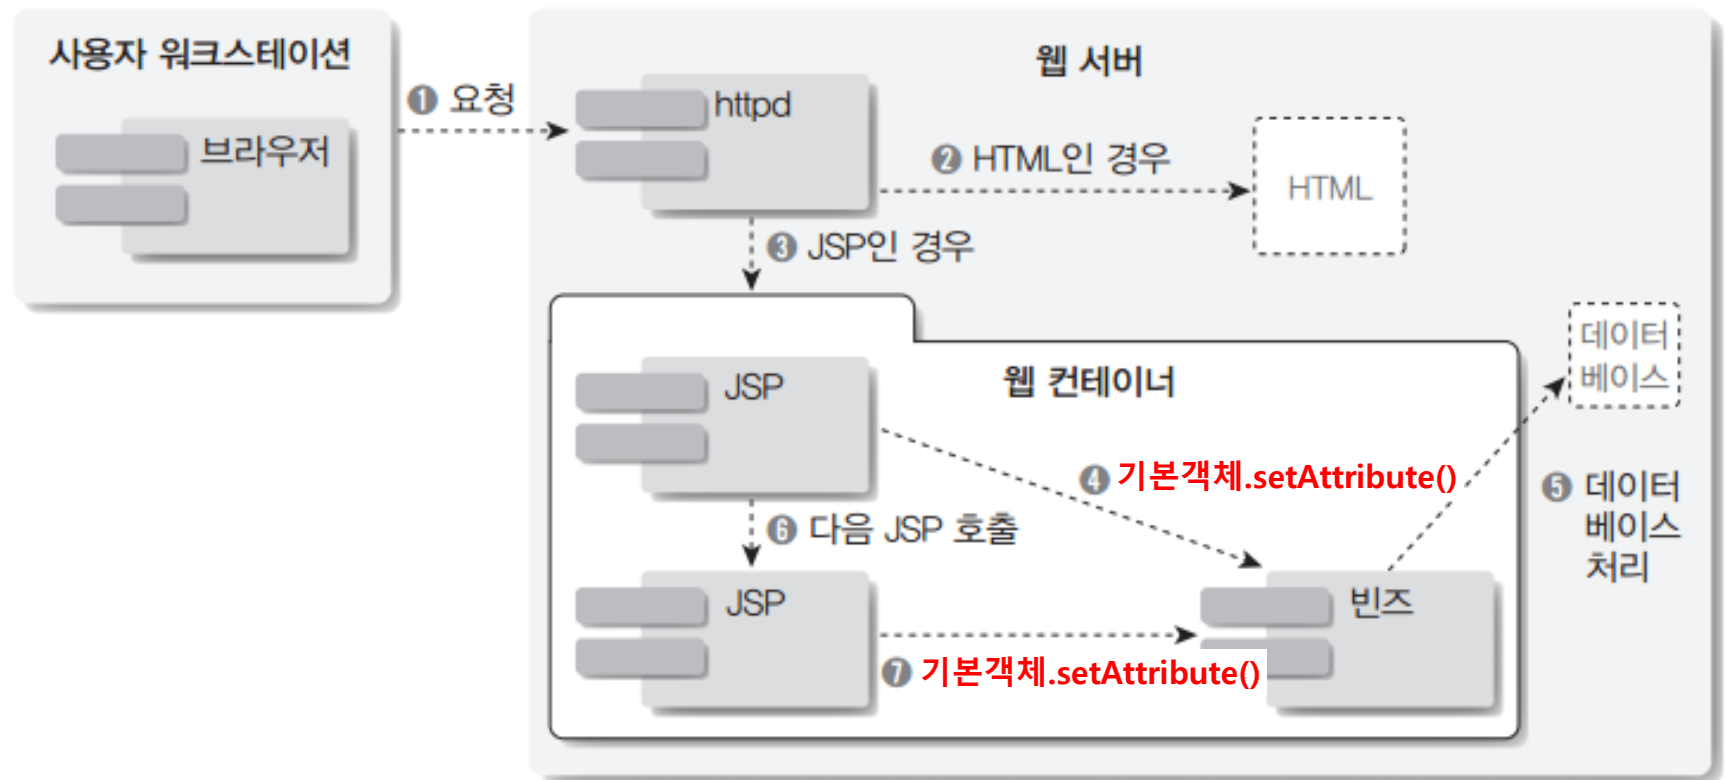 사용자 워크스테이션
브라우저
❶ 요청
웹 서버
httpd
❷ HTML인 경우
HTML
❸ JSP인 경우
웹 컨테이너
JSP
데이터
베이스
❹ 기본객체.setAttribute()
❺ 데이터
베이스
처리
❻ 다음 JSP 호출
JSP
빈즈
❼ 기본객체.setAttribute()